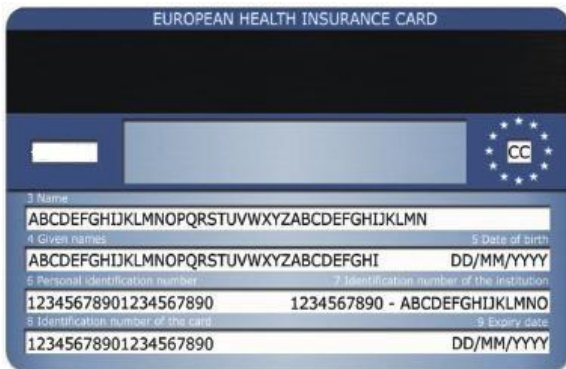 EUROPEAN HEALTH INSURANCE CARD
CC
3 Name
ABCDEFGHIJKLMNOPQRSTUVWXYZABCDEFGHIJKLMN
4 Given names 5 Date of birth
ABCDEFGHIJKLMNOPQRSTUVWXYZABCDEFGHI DD/MM/YYYY
6 Personal identification number 7 Identification number of the institution
12345678901234567890 1234567890 - ABCDEFGHIJKLMNO
8 Identification number of the card 9 Expiry date
12345678901234567890 DD/MM/YYYY